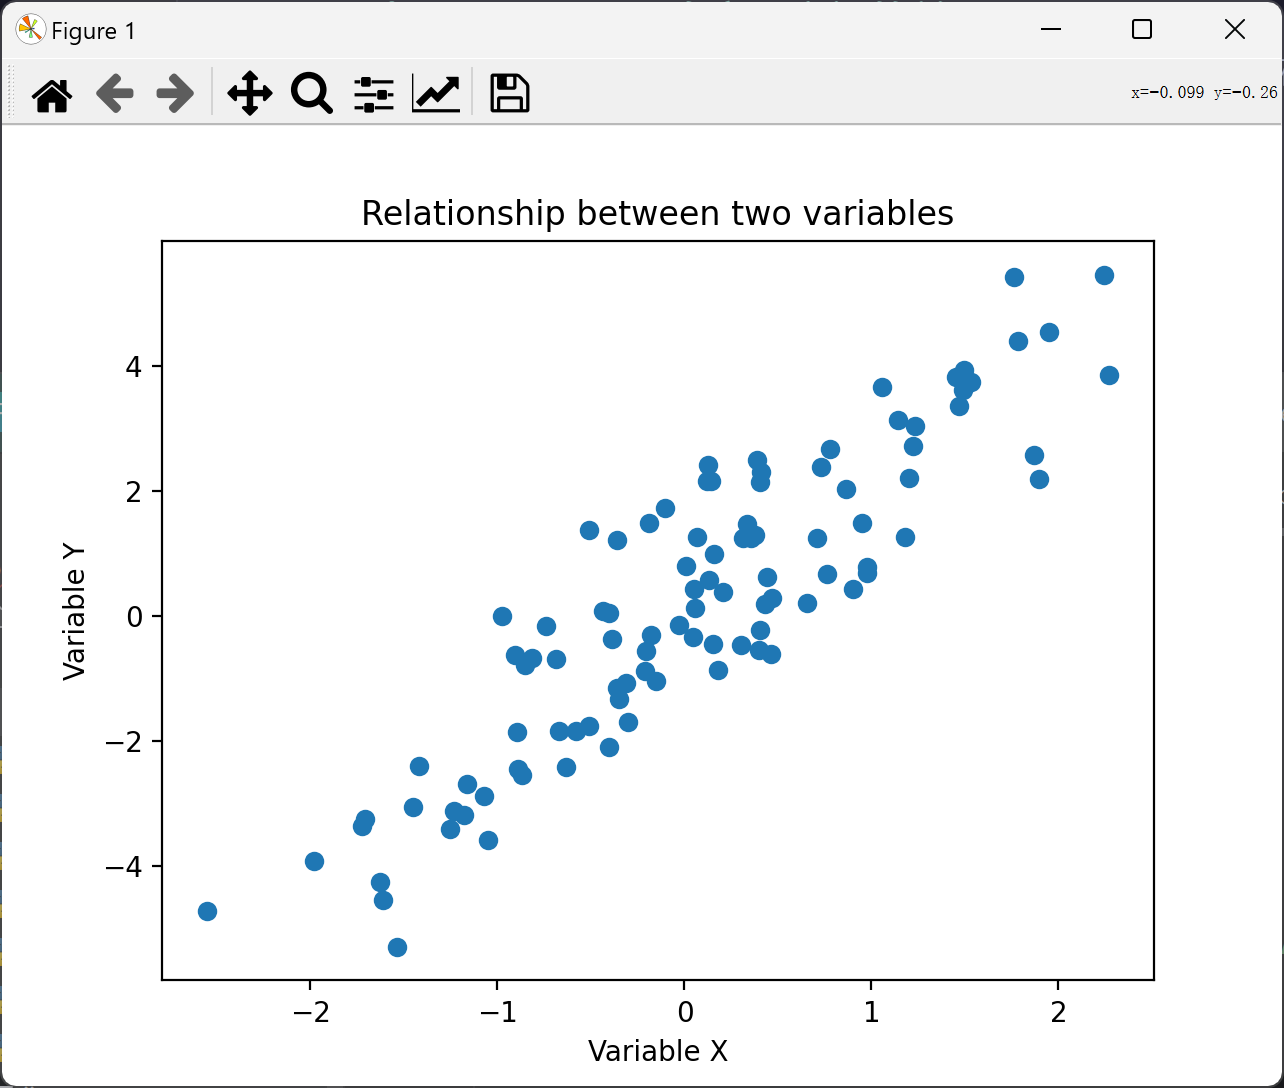 Figure 1
x=−0.099 y=−0.26
Relationship between two variables
4
2
0
−2
−4
Variable Y
−2 −1 0 1 2
Variable X